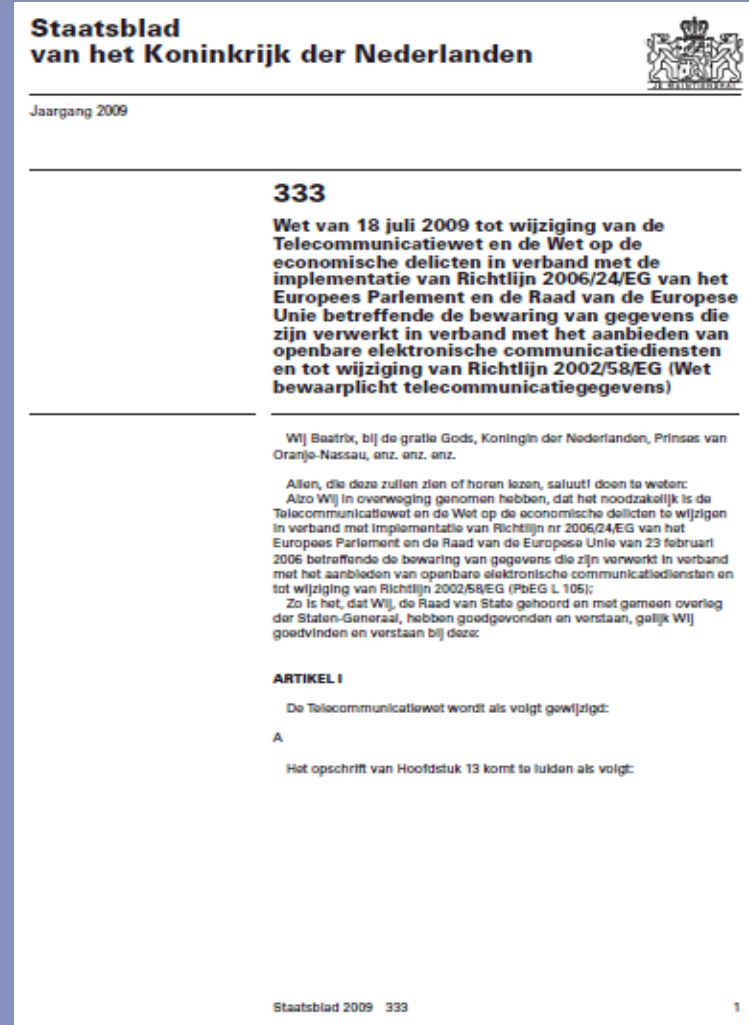 Staatsblad
van het Koninkrijk der Nederlanden
JE MAINTIENDRAI
Jaargang 2009
333
Wet van 18 juli 2009 tot wijziging van de
Telecommunicatiewet en de Wet op de
economische delicten in verband met de
implementatie van Richtlijn 2006/24/EG van het
Europees Parlement en de Raad van de Europese
Unie betreffende de bewaring van gegevens die
zijn verwerkt in verband met het aanbieden van
openbare elektronische communicatiediensten
en tot wijziging van Richtlijn 2002/58/EG (Wet
bewaarplicht telecommunicatiegegevens)
Wij Beatrix, bij de gratie Gods, Koningin der Nederlanden, Prinses van
Oranje-Nassau, enz. enz. enz.
Allen, die deze zullen zien of horen lezen, saluut! doen te weten:
Alzo Wij in overweging genomen hebben, dat het noodzakelijk is de
Telecommunicatiewet en de Wet op de economische delicten te wijzigen
in verband met implementatie van Richtlijn nr 2006/24/EG van het
Europees Parlement en de Raad van de Europese Unie van 23 februari
2006 betreffende de bewaring van gegevens die zijn verwerkt in verband
met het aanbieden van openbare elektronische communicatiediensten en
tot wijziging van Richtlijn 2002/58/EG (PbEG L 105);
Zo is het, dat Wij, de Raad van State gehoord en met gemeen overleg
der Staten-Generaal, hebben goedgevonden en verstaan, gelijk Wij
goedvinden en verstaan bij deze:
ARTIKEL I
De Telecommunicatiewet wordt als volgt gewijzigd:
A
Het opschrift van Hoofdstuk 13 komt te luiden als volgt:
Staatsblad 2009 333 1